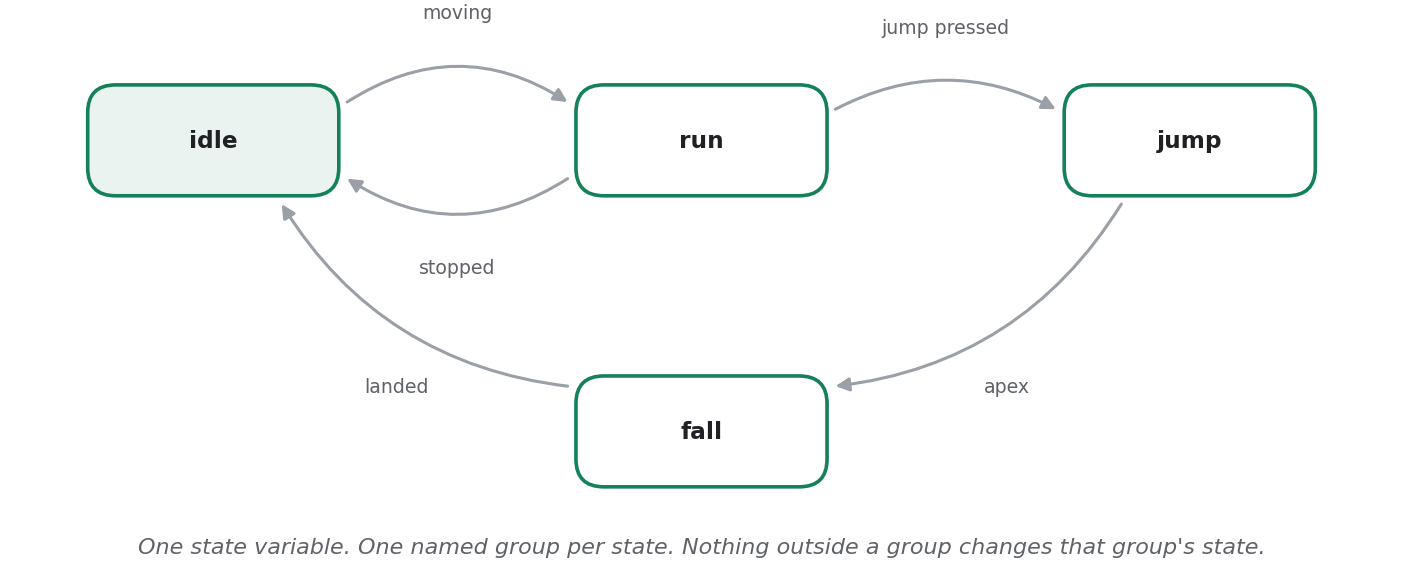 moving
jump pressed
idle
run
jump
stopped
landed
apex
fall
One state variable. One named group per state. Nothing outside a group changes that group's state.